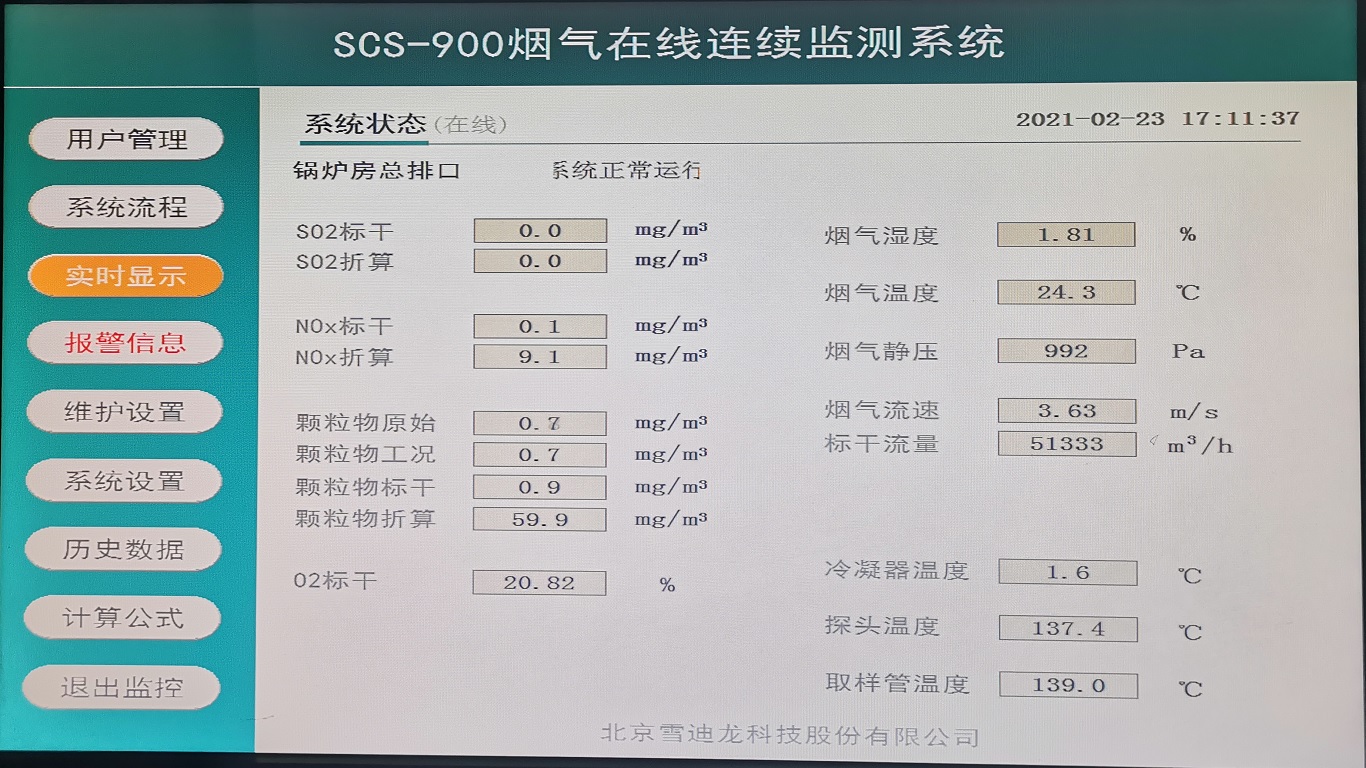 SCS-900烟气在线连续监测系统
用户管理
系统流程
实时显示
报警信息
维护设置
系统设置
历史数据
计算公式
退出监控
系统状态(在线)
2021-02-23 17:11:37
锅炉房总排口 系统正常运行
SO2标干 0.0 mg/m³
SO2折算 0.0 mg/m³
NOx标干 0.1 mg/m³
NOx折算 9.1 mg/m³
颗粒物原始 0.7 mg/m³
颗粒物工况 0.7 mg/m³
颗粒物标干 0.9 mg/m³
颗粒物折算 59.9 mg/m³
O2标干 20.82 %
烟气湿度 1.81 %
烟气温度 24.3 ℃
烟气静压 992 Pa
烟气流速 3.63 m/s
标干流量 51333 m³/h
冷凝器温度 1.6 ℃
探头温度 137.4 ℃
取样管温度 139.0 ℃
北京雪迪龙科技股份有限公司